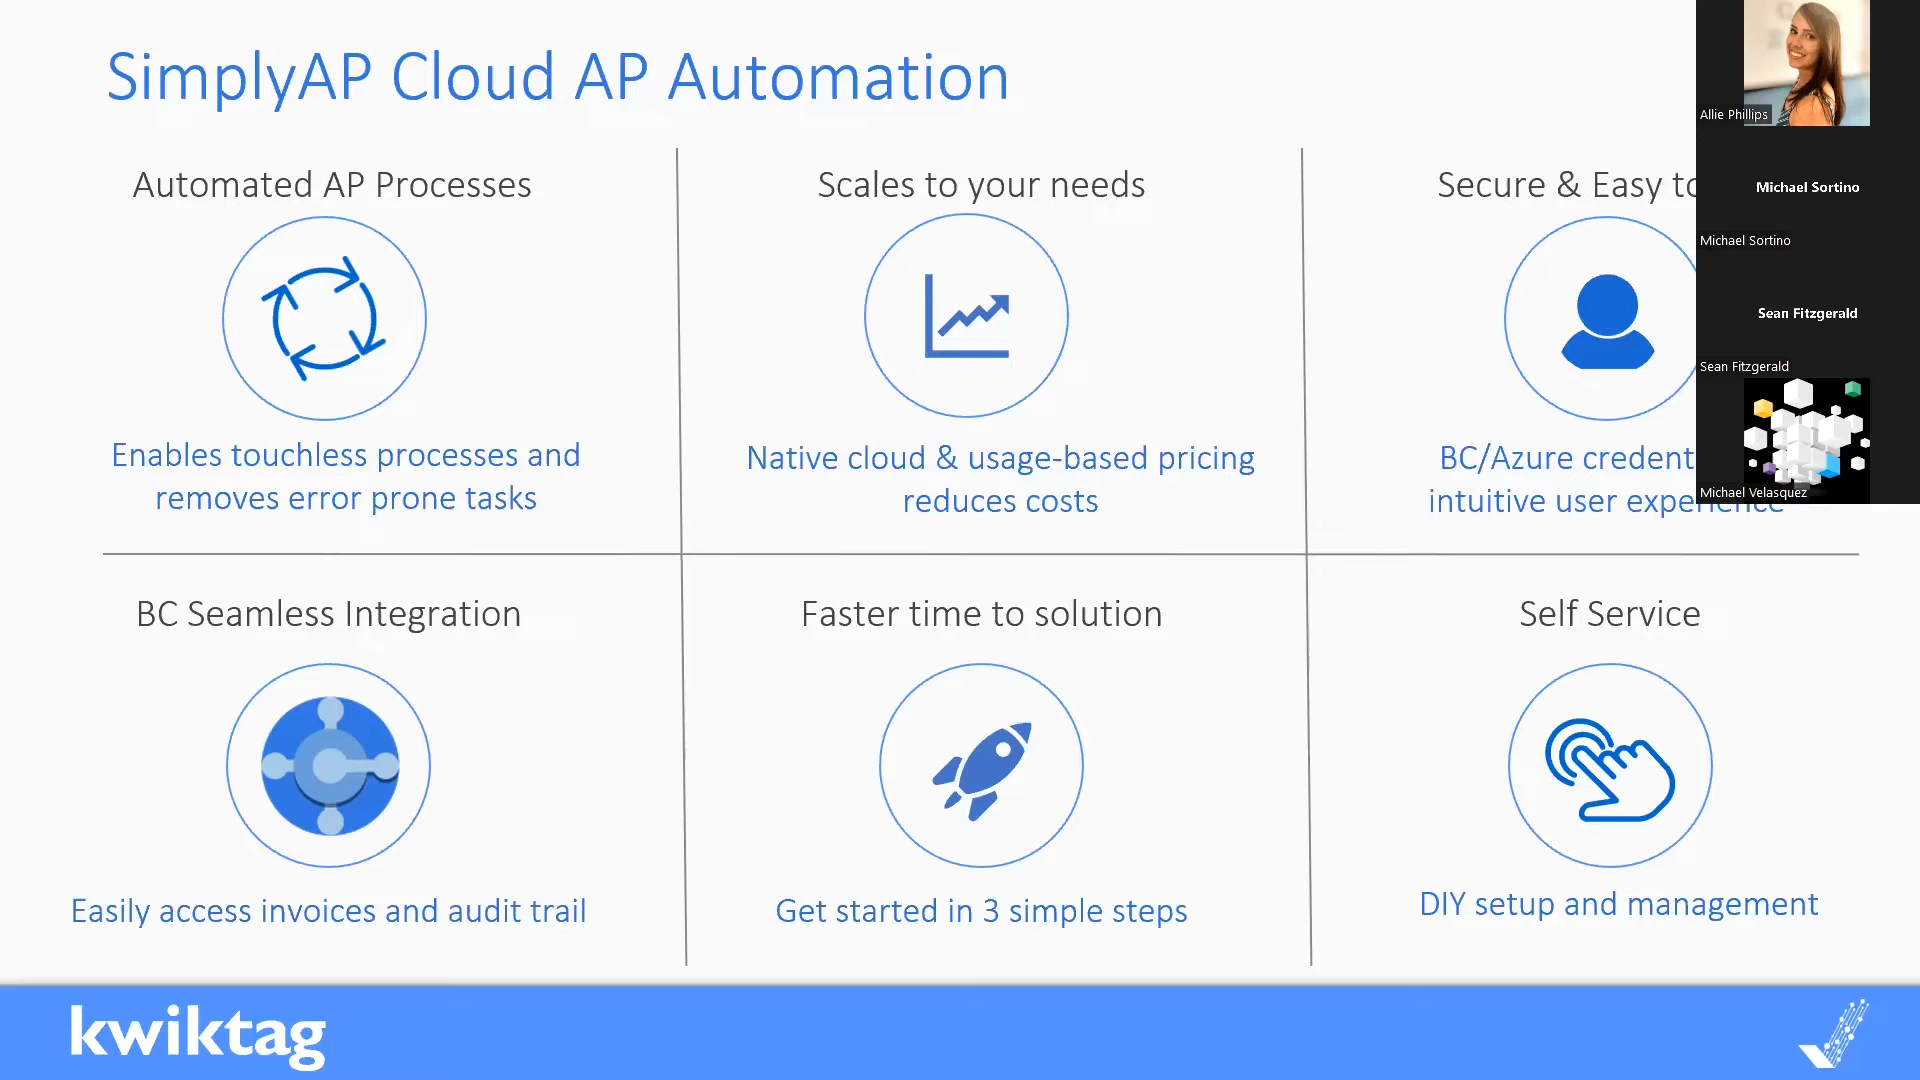 SimplyAP Cloud AP Automation
Automated AP Processes
Scales to your needs
Secure & Easy to
Enables touchless processes and
removes error prone tasks
Native cloud & usage-based pricing
reduces costs
BC/Azure
intuitive user experience
BC Seamless Integration
Faster time to solution
Self Service
Easily access invoices and audit trail
Get started in 3 simple steps
DIY setup and management
kwiktag
Allie Phillips
Michael Sortino
Michael Sortino
Sean Fitzgerald
Sean Fitzgerald
Michael Velasquez